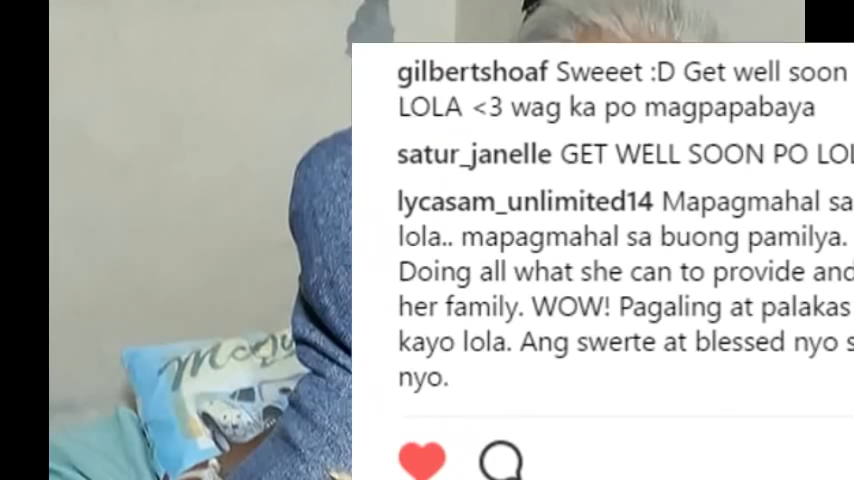 gilbertshoaf Sweeet :D Get well soon
LOLA <3 wag ka po magpapabaya
satur_janelle GET WELL SOON PO LOL
lycasam_unlimited14 Mapagmahal sa
lola.. mapagmahal sa buong pamilya.
Doing all what she can to provide and
her family. WOW! Pagaling at palakas
kayo lola. Ang swerte at blessed nyo s
nyo.